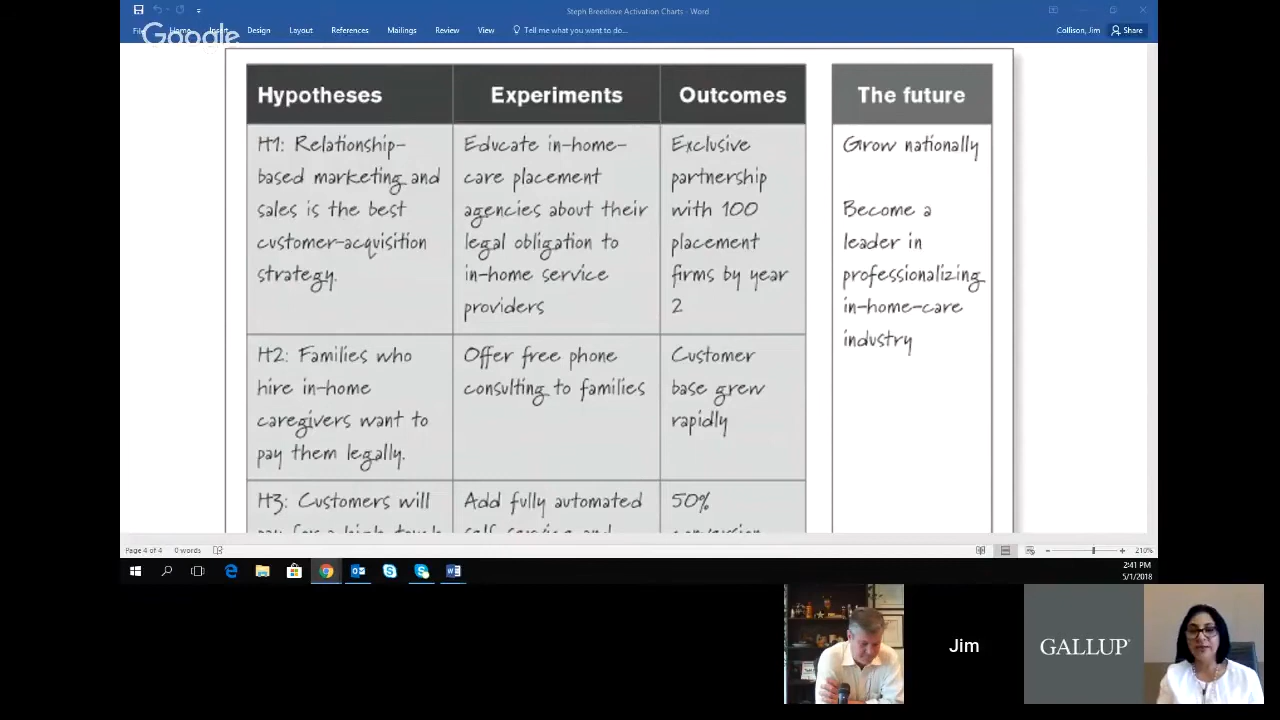 Steph Breedlove Activation Charts - Word
Google
File Home Insert Design Layout References Mailings Review View Tell me what you want to do... Collison, Jim Share
Hypotheses
Experiments
Outcomes
The future
H1: Relationship-
based marketing and
sales is the best
customer-acquisition
strategy.
Educate in-home-
care placement
agencies about their
legal obligation to
in-home service
providers
Exclusive
partnership
with 100
placement
firms by year
2
Grow nationally
Become a
leader in
professionalizing
in-home-care
industry
H2: Families who
hire in-home
caregivers want to
pay them legally.
Offer free phone
consulting to families
Customer
base grew
rapidly
H3: Customers will
Add fully automated
50%
Page 4 of 4 0 words
210%
2:41 PM
5/1/2018
Jim
GALLUP